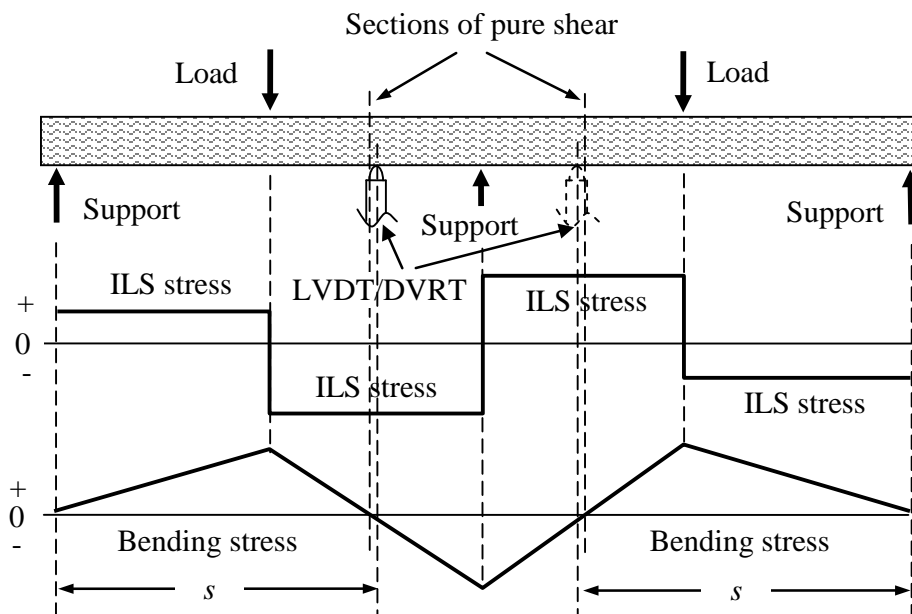 Sections of pure shear
Load
Load
Support
Support
Support
LVDT/DVRT
ILS stress
ILS stress
+
0
-
ILS stress
ILS stress
+
0
-
Bending stress
Bending stress
s
s